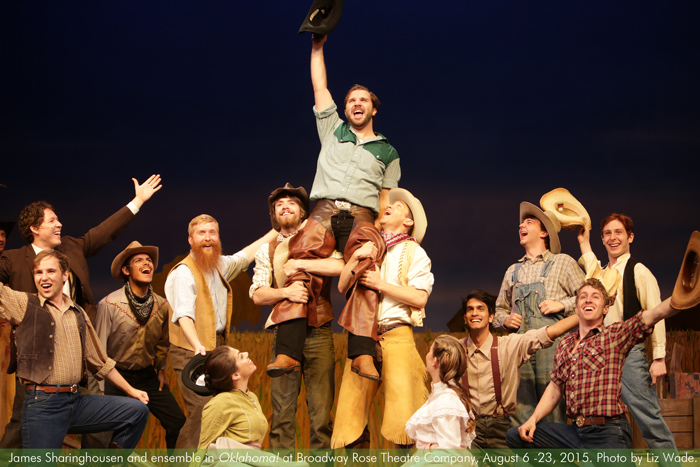 James Sharinghousen and ensemble in Oklahoma! at Broadway Rose Theatre Company, August 6 -23, 2015. Photo by Liz Wade.